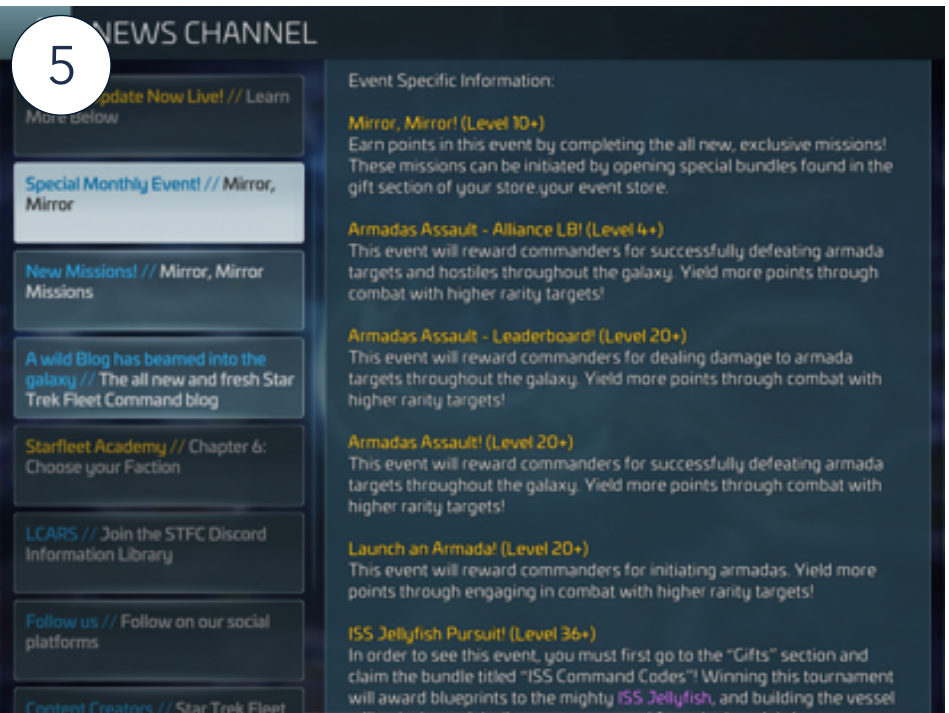 5
NEWS CHANNEL
pdate Now Live! // Learn
More Below
Special Monthly Event! // Mirror,
Mirror
New Missions! // Mirror, Mirror
Missions
A wild Blog has beamed into the
galaxy // The all new and fresh Star
Trek Fleet Command blog
Starfleet Academy // Chapter 6:
Choose your Faction
LCARS // Join the STFC Discord
Information Library
Follow us // Follow on our social
platforms
Content Creators // Star Trek Fleet
Event Specific Information:
Mirror, Mirror! (Level 10+)
Earn points in this event by completing the all new, exclusive missions!
These missions can be initiated by opening special bundles found in the
gift section of your store.your event store.
Armadas Assault - Alliance LB! (Level 4+)
This event will reward commanders for successfully defeating armada
targets and hostiles throughout the galaxy. Yield more points through
combat with higher rarity targets!
Armadas Assault - Leaderboard! (Level 20+)
This event will reward commanders for dealing damage to armada
targets throughout the galaxy. Yield more points through combat with
higher rarity targets!
Armadas Assault! (Level 20+)
This event will reward commanders for successfully defeating armada
targets throughout the galaxy. Yield more points through combat with
higher rarity targets!
Launch an Armada! (Level 20+)
This event will reward commanders for initiating armadas. Yield more
points through engaging in combat with higher rarity targets!
ISS Jellyfish Pursuit! (Level 36+)
In order to see this event, you must first go to the "Gifts" section and
claim the bundle titled "ISS Command Codes"! Winning this tournament
will award blueprints to the mighty ISS Jellyfish, and building the vessel